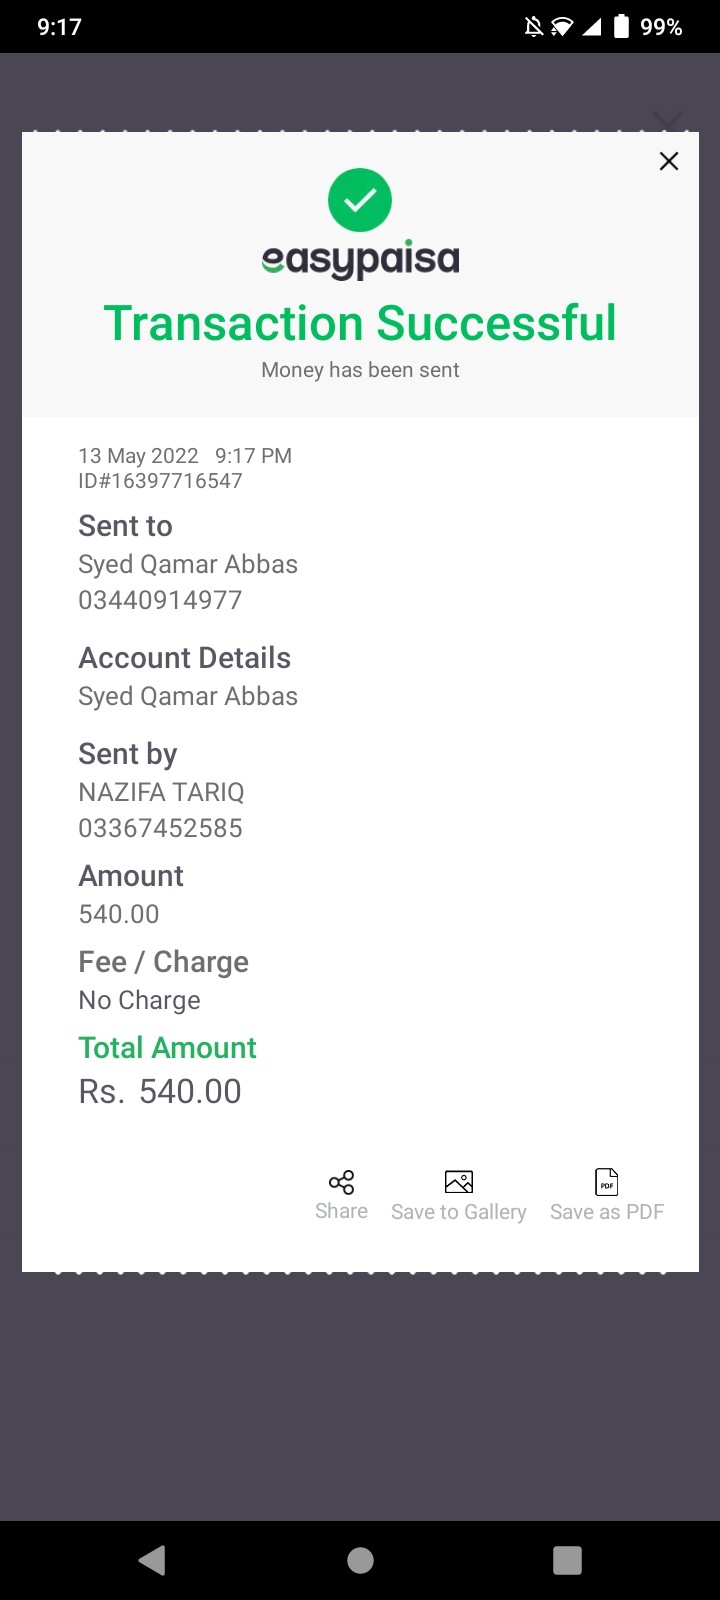 9:17
99%
easypaisa
Transaction Successful
Money has been sent
13 May 2022 9:17 PM
ID#16397716547
Sent to
Syed Qamar Abbas
03440914977
Account Details
Syed Qamar Abbas
Sent by
NAZIFA TARIQ
03367452585
Amount
540.00
Fee / Charge
No Charge
Total Amount
Rs. 540.00
PDF
Share Save to Gallery Save as PDF